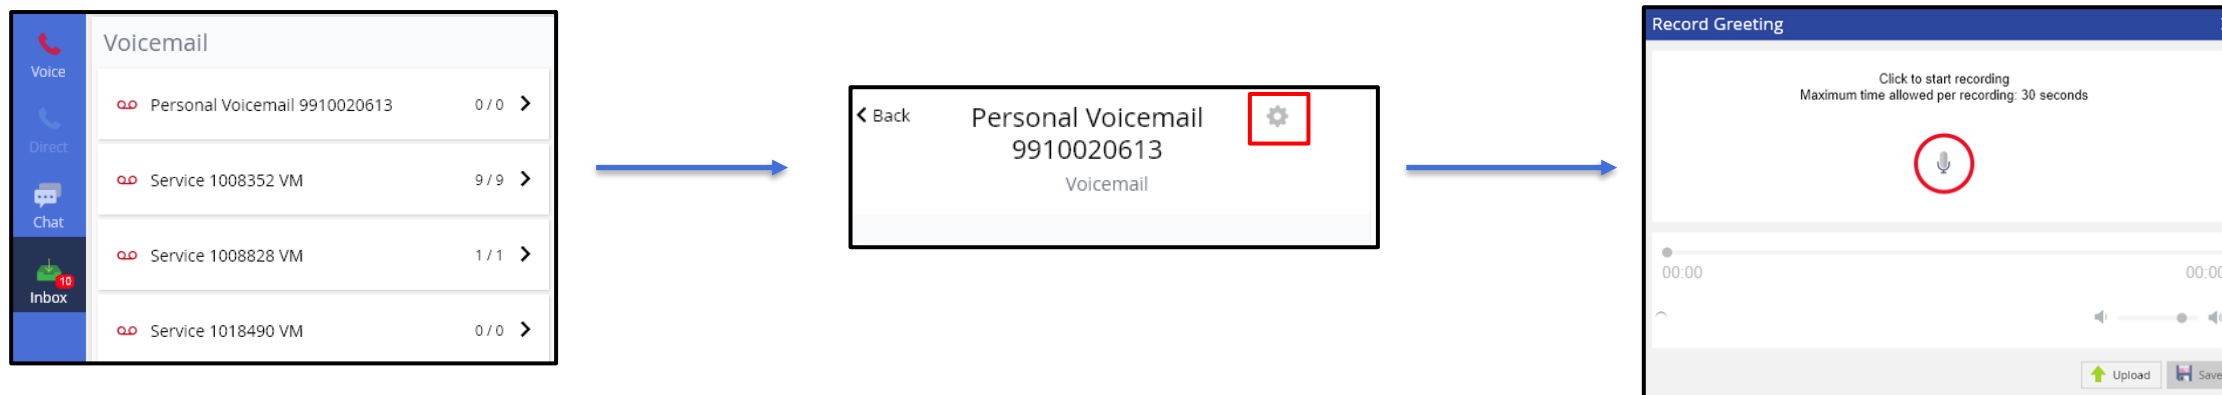 Voice
Direct
Chat
10
Inbox
Voicemail
Personal Voicemail 9910020613 0 / 0
Service 1008352 VM 9 / 9
Service 1008828 VM 1 / 1
Service 1018490 VM 0 / 0
Back
Personal Voicemail
9910020613
Voicemail
Record Greeting
Click to start recording
Maximum time allowed per recording: 30 seconds
00:00 00:00
Upload Save